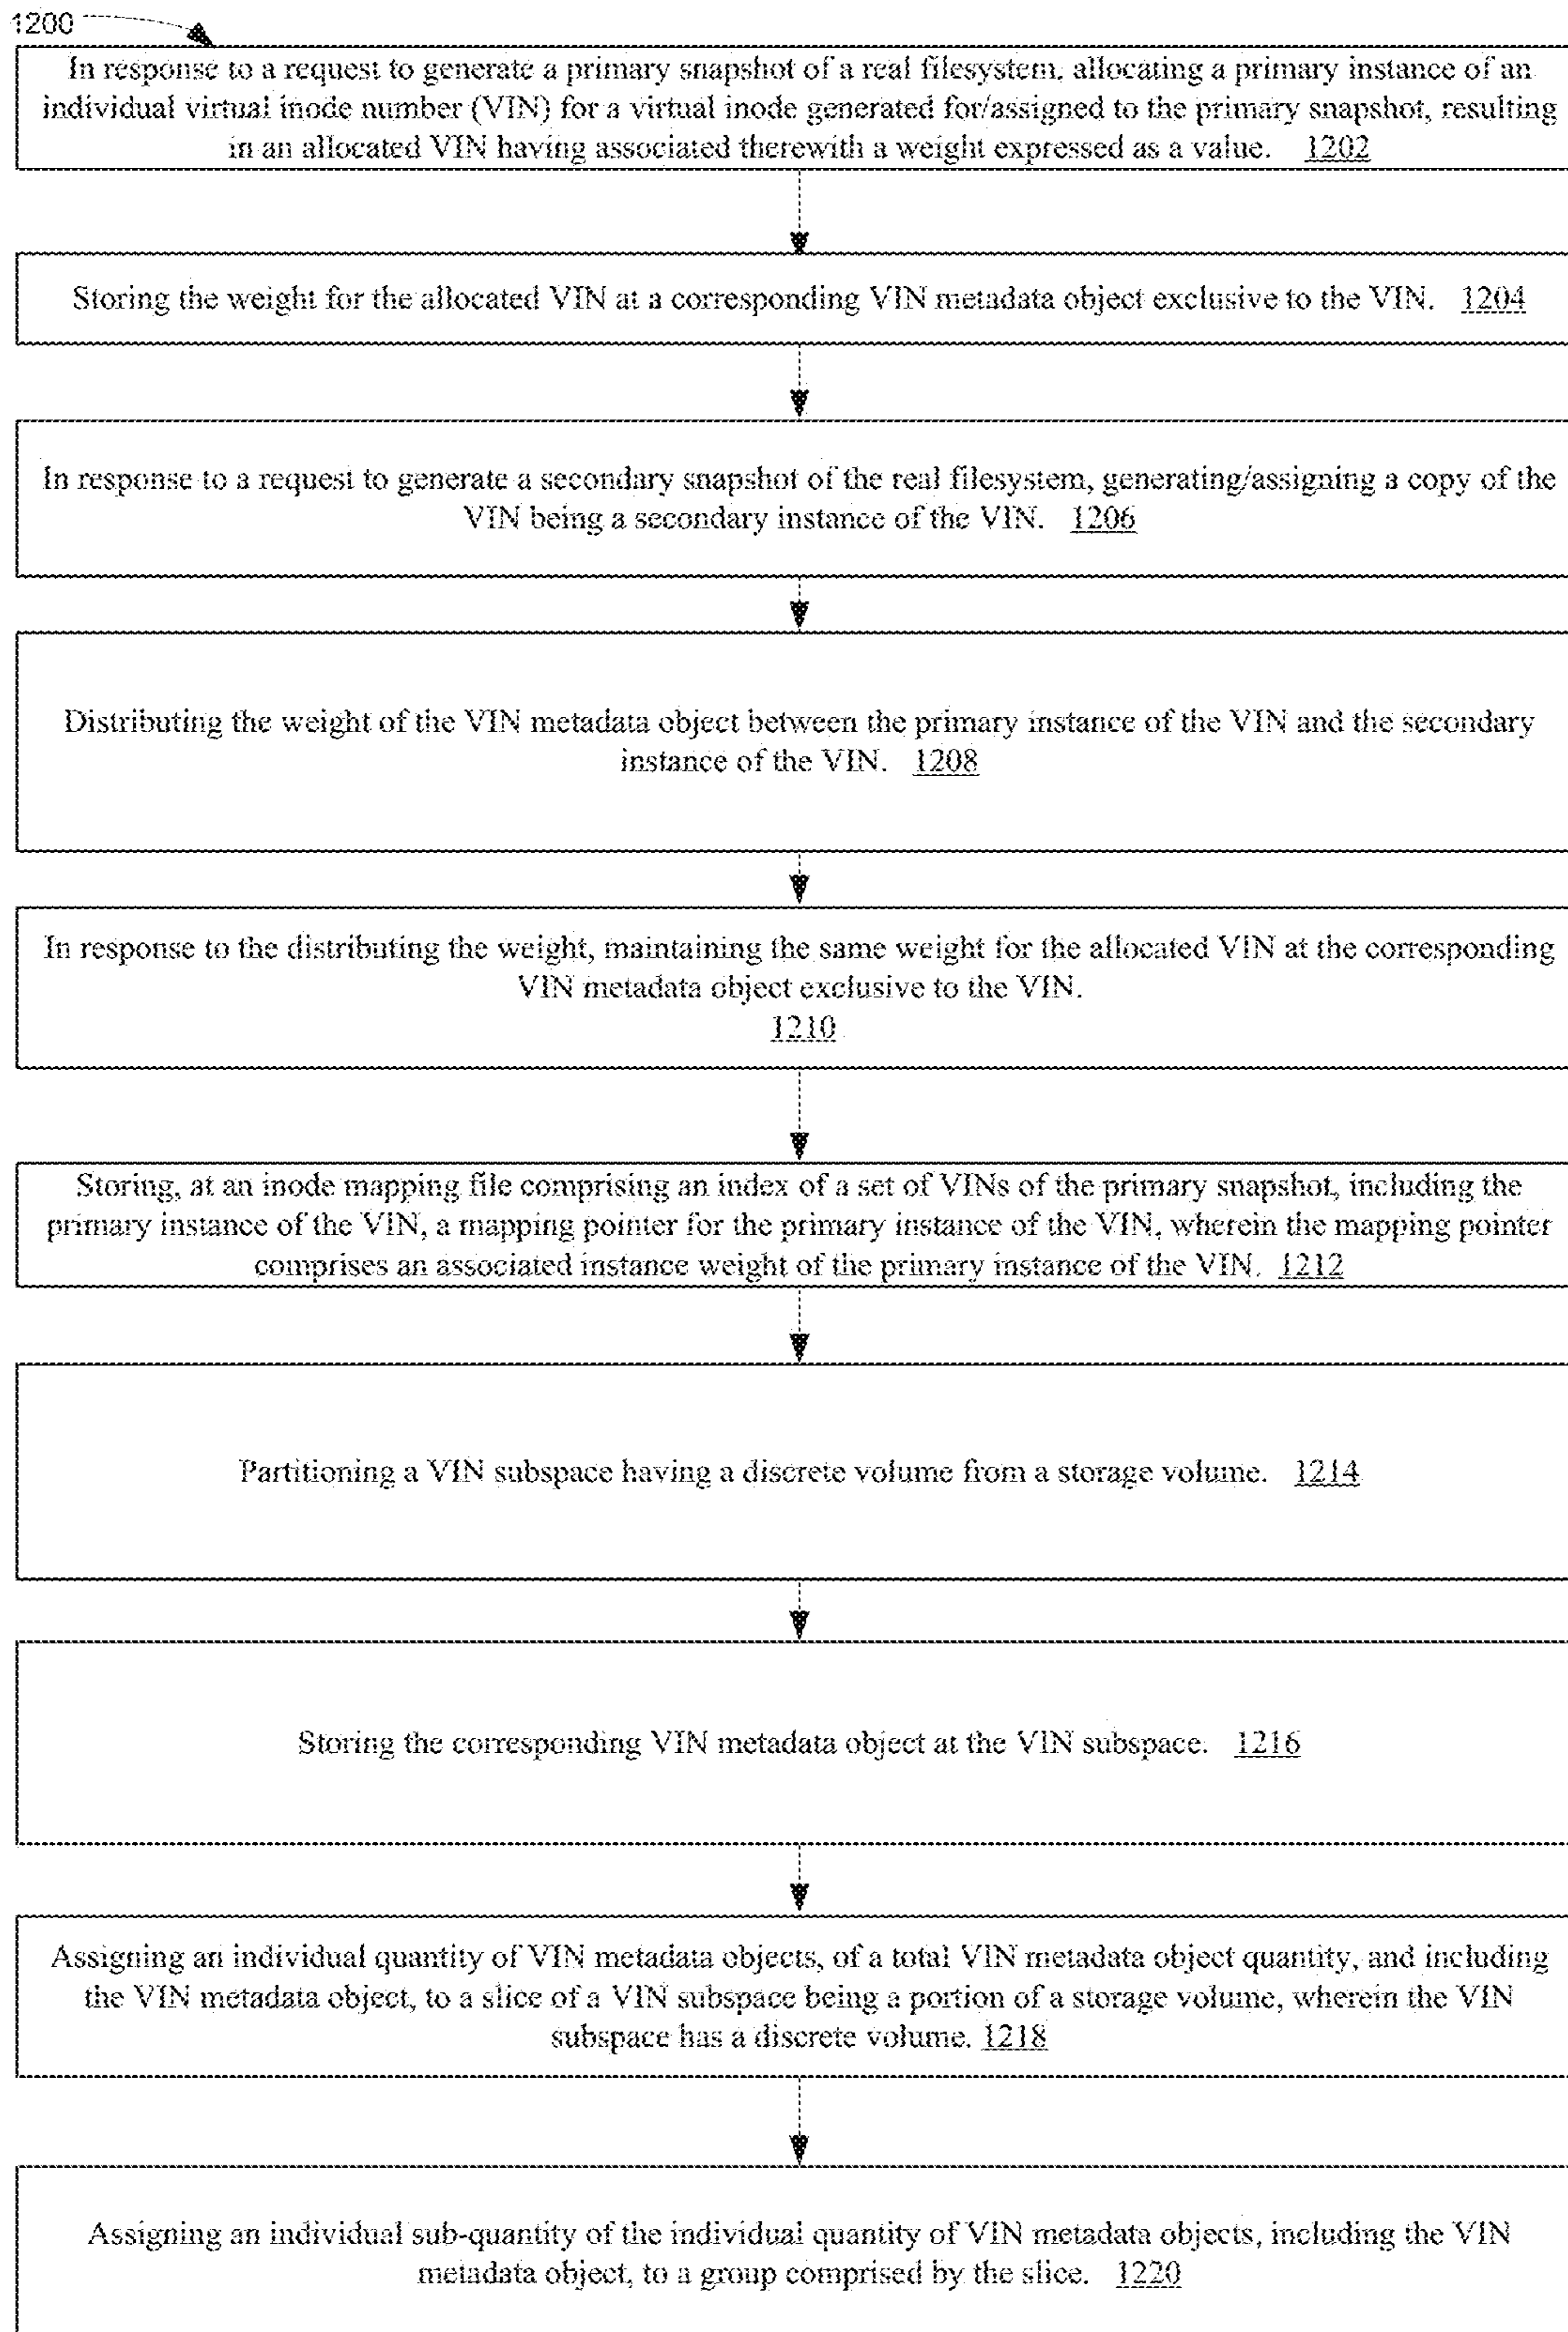 1200
In response to a request to generate a primary snapshot of a real filesystem, allocating a primary instance of an
individual virtual inode number (VIN) for a virtual inode generated for/assigned to the primary snapshot, resulting
in an allocated VIN having associated therewith a weight expressed as a value. 1202
Storing the weight for the allocated VIN at a corresponding VIN metadata object exclusive to the VIN. 1204
In response to a request to generate a secondary snapshot of the real filesystem, generating/assigning a copy of the
VIN being a secondary instance of the VIN. 1206
Distributing the weight of the VIN metadata object between the primary instance of the VIN and the secondary
instance of the VIN. 1208
In response to the distributing the weight, maintaining the same weight for the allocated VIN at the corresponding
VIN metadata object exclusive to the VIN.
1210
Storing, at an inode mapping file comprising an index of a set of VINs of the primary snapshot, including the
primary instance of the VIN, a mapping pointer for the primary instance of the VIN, wherein the mapping pointer
comprises an associated instance weight of the primary instance of the VIN. 1212
Partitioning a VIN subspace having a discrete volume from a storage volume. 1214
Storing the corresponding VIN metadata object at the VIN subspace. 1216
Assigning an individual quantity of VIN metadata objects, of a total VIN metadata object quantity, and including
the VIN metadata object, to a slice of a VIN subspace being a portion of a storage volume, wherein the VIN
subspace has a discrete volume. 1218
Assigning an individual sub-quantity of the individual quantity of VIN metadata objects, including the VIN
metadata object, to a group comprised by the slice. 1220